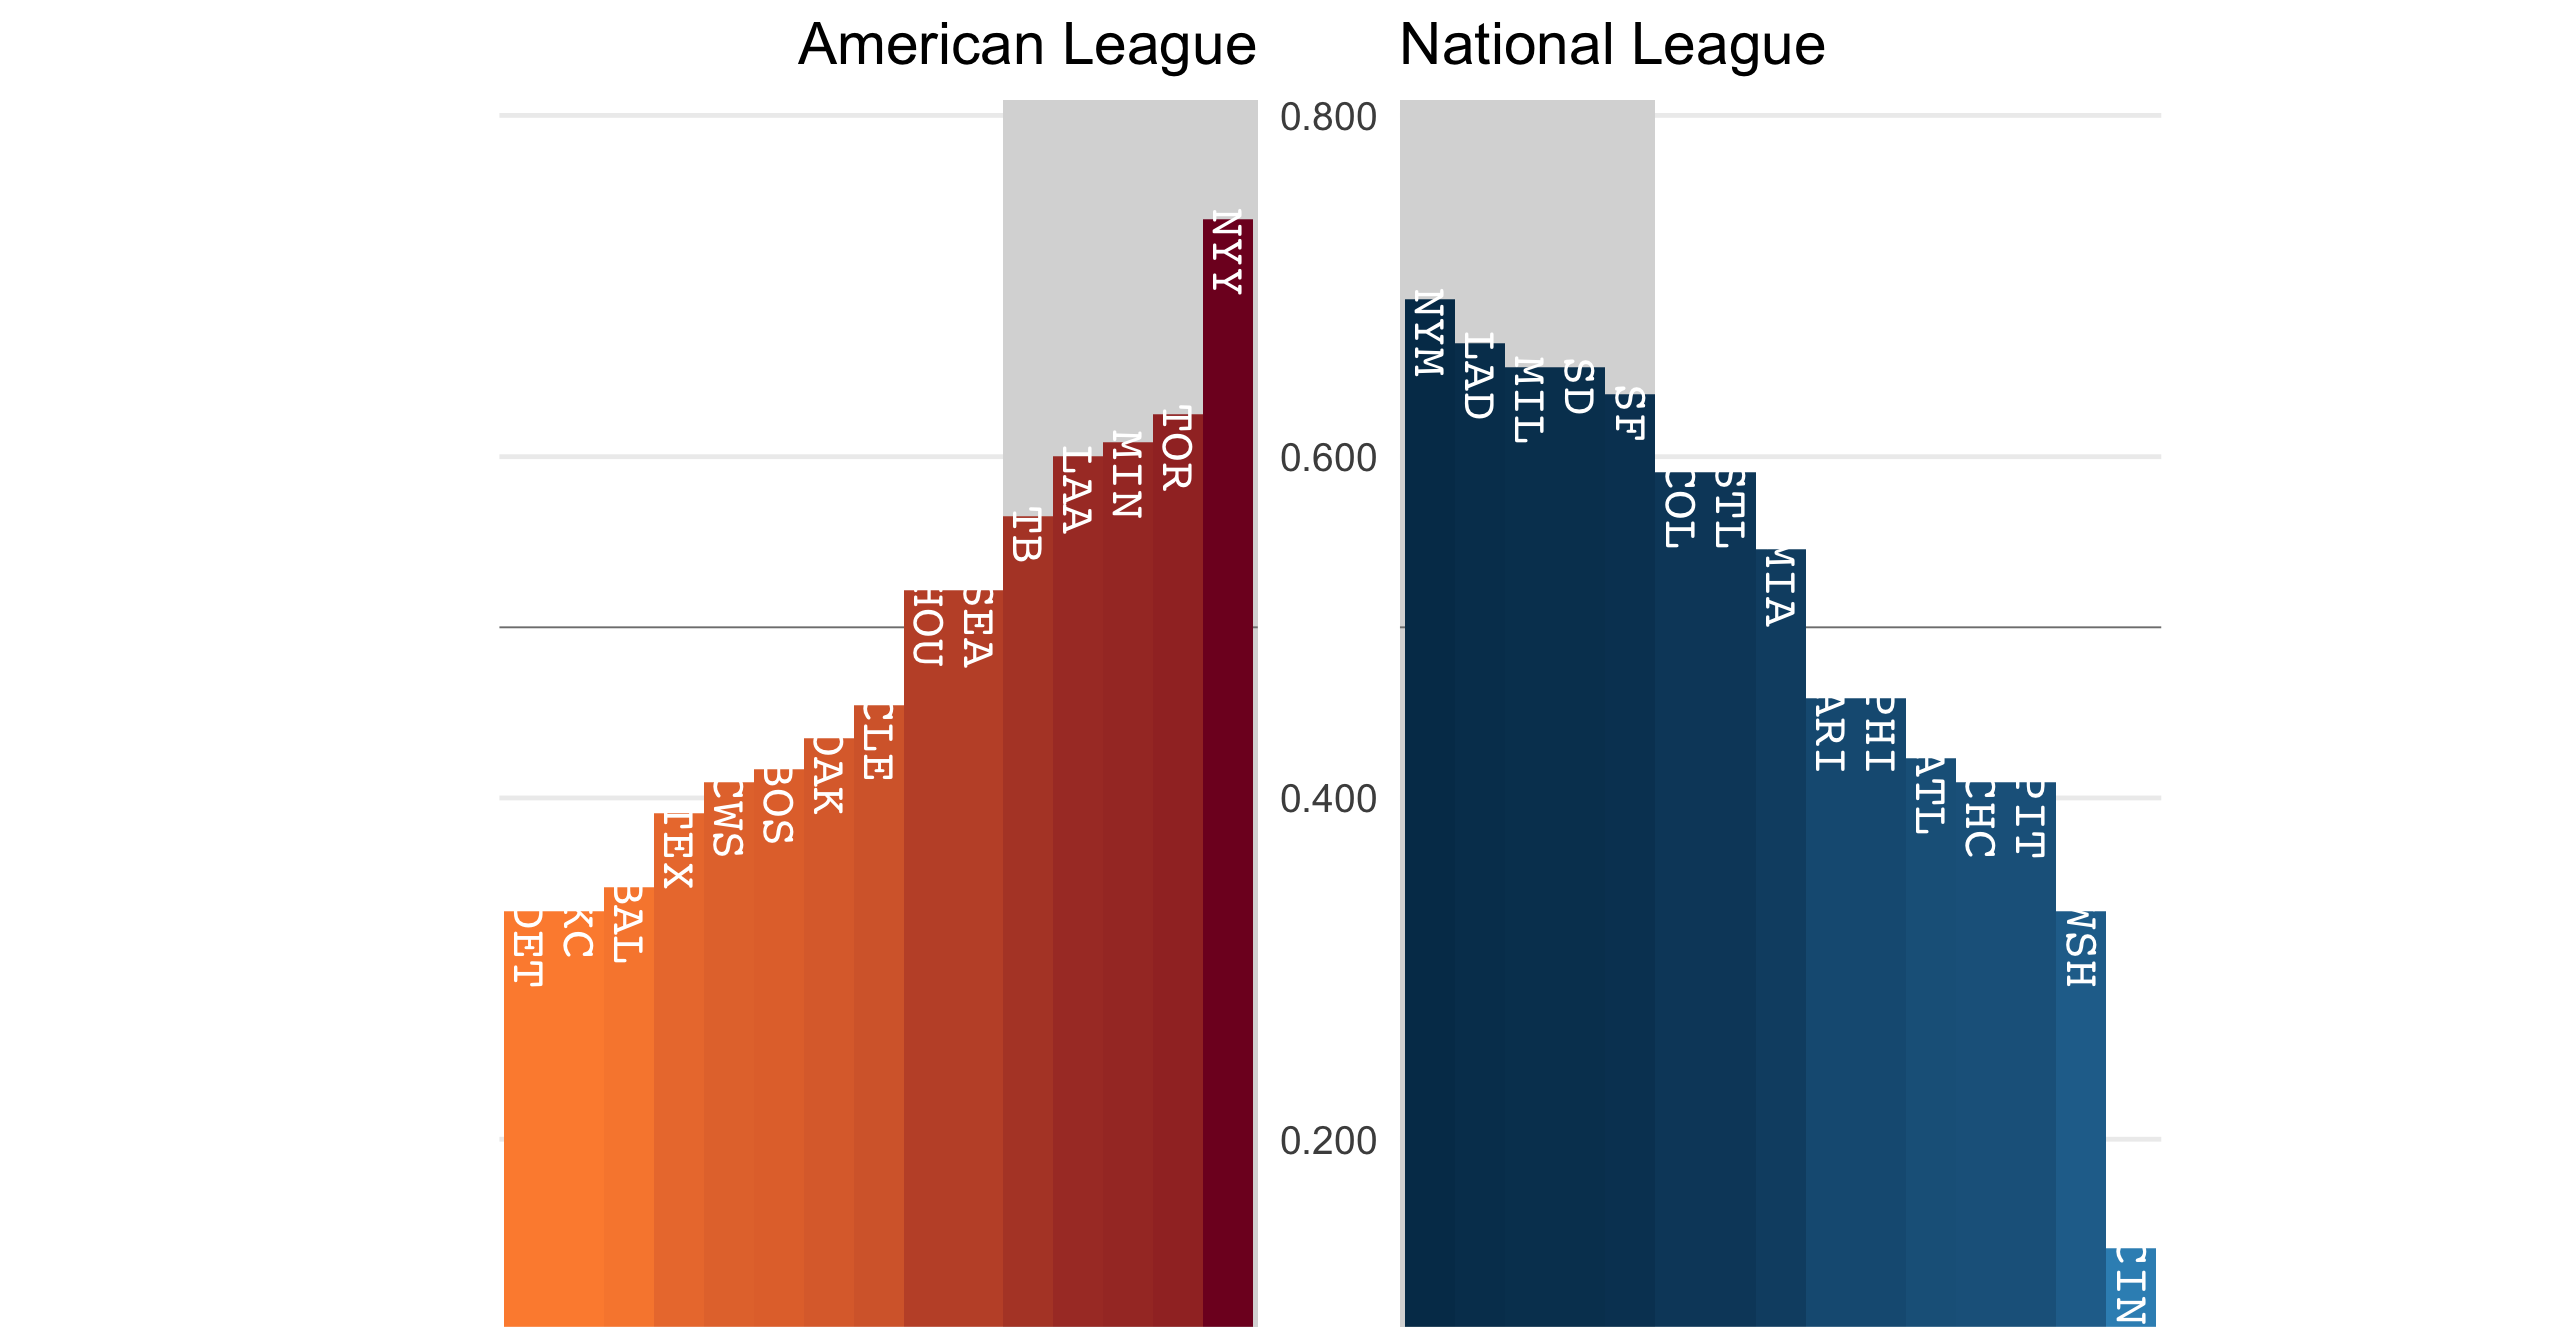 American League
National League
0.800
0.600
0.400
0.200
DET
KC
BAL
TEX
CWS
BOS
OAK
CLE
HOU
SEA
TB
LAA
MIN
TOR
NYY
NYM
LAD
MIL
SD
SF
COL
STL
MIA
ARI
PHI
ATL
CHC
PIT
WSH
CIN